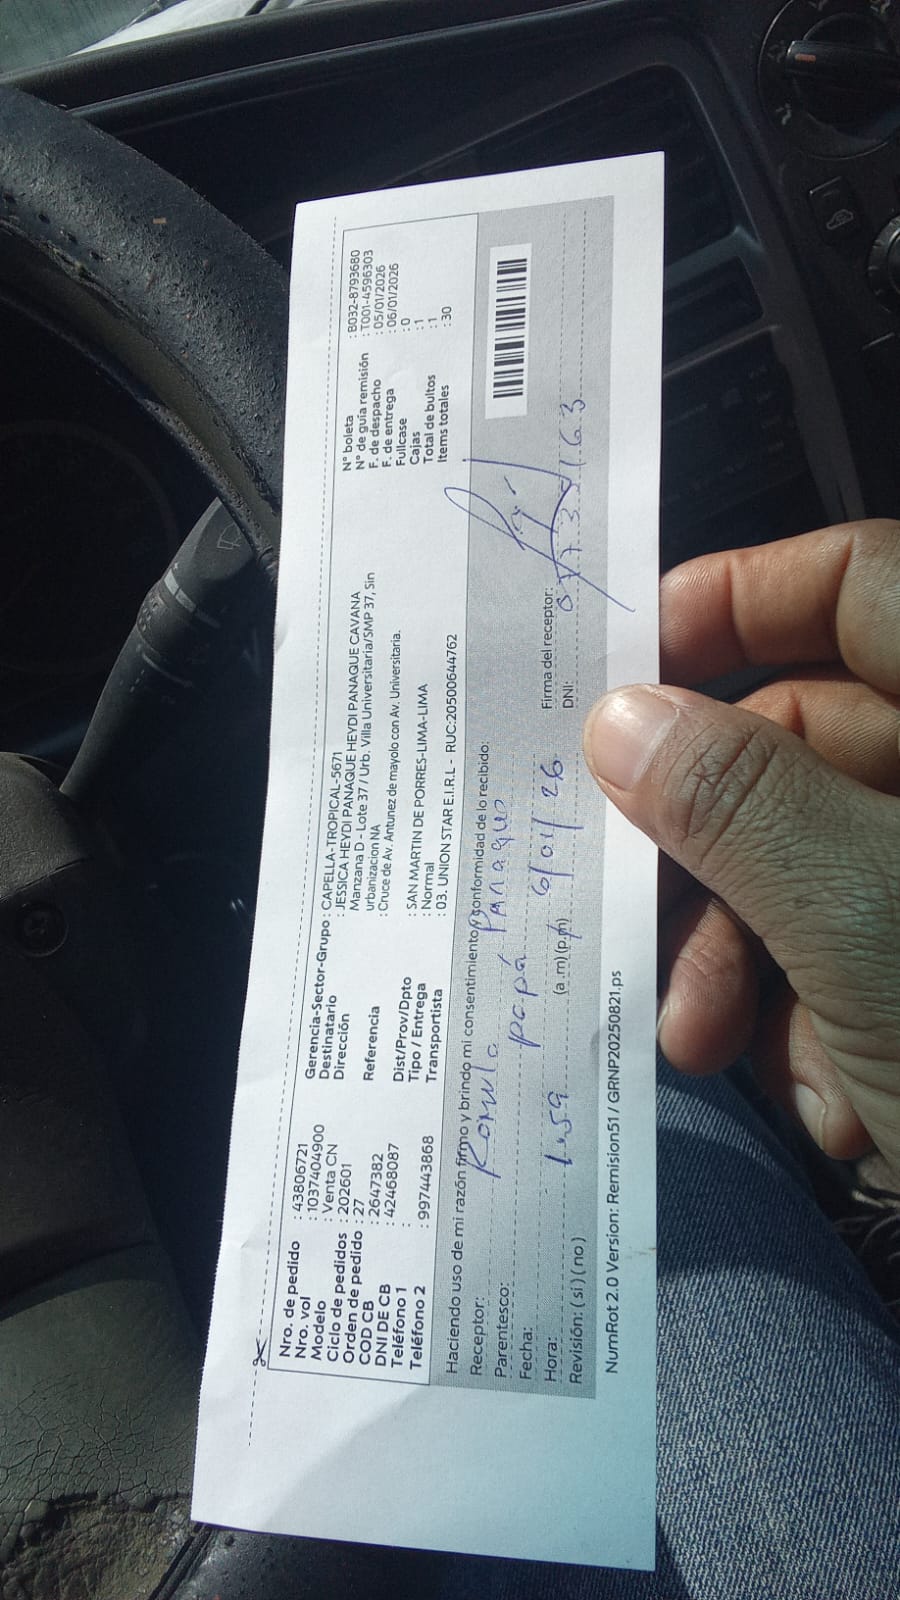 Nro. de pedido : 43806721
Nro. vol : 1037404900
Modelo : Venta CN
Ciclo de pedidos : 202601
Orden de pedido : 27
COD CB : 2647382
DNI DE CB : 42468087
Teléfono 1 :
Teléfono 2 : 997443868
Gerencia-Sector-Grupo : CAPELLA-TROPICAL-5671
Destinatario : JESSICA HEYDI PANAQUE HEYDI PANAQUE CAVANA
Dirección Manzana D - Lote 37 / Urb. Villa Universitaria/SMP 37, Sin
urbanizacion NA
Referencia : Cruce de Av. Antunez de mayolo con Av. Universitaria.
Dist/Prov/Dpto : SAN MARTIN DE PORRES-LIMA-LIMA
Tipo / Entrega : Normal
Transportista : 03. UNION STAR E.I.R.L - RUC:20500644762
N° boleta : B032-8793680
N° de guía remisión : T001-4596303
F. de despacho : 05/01/2026
F. de entrega : 06/01/2026
Fullcase : 0
Cajas : 1
Total de bultos : 1
Items totales : 30
Haciendo uso de mi razón firmo y brindo mi consentimiento y conformidad de lo recibido:
Receptor: Romulo Panaque
Parentesco: papá
Fecha: 6/01/26
Hora: 1:59 (a.m)(p.m)
Revisión: ( si ) ( no )
Firma del receptor:
DNI:
NumRot 2.0 Version: Remision51 / GRNP20250821.ps